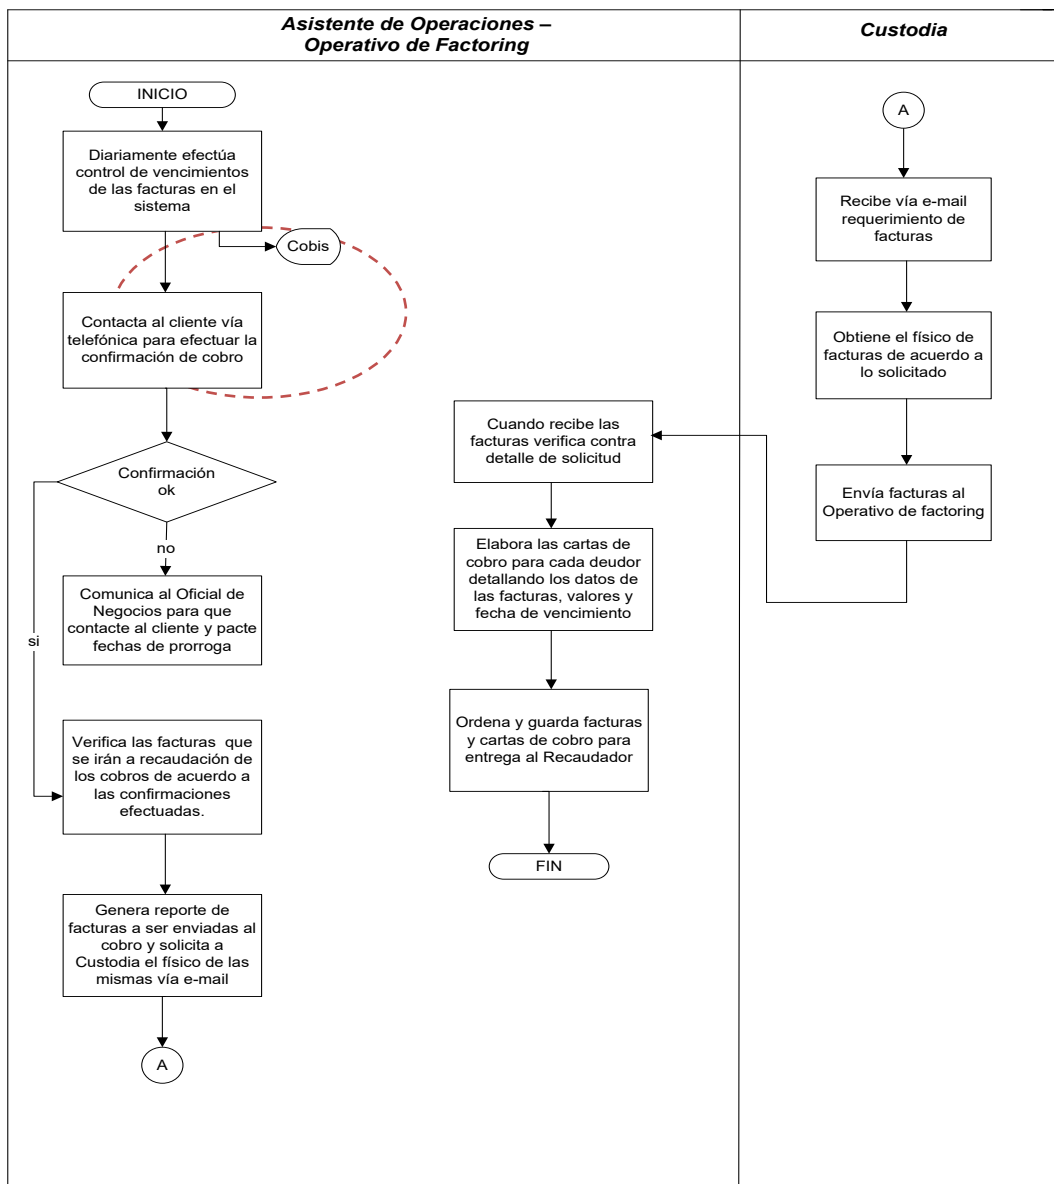 Asistente de Operaciones –
Operativo de Factoring
Custodia
INICIO
Diariamente efectúa
control de vencimientos
de las facturas en el
sistema
Cobis
Contacta al cliente vía
telefónica para efectuar la
confirmación de cobro
Confirmación
ok
no
si
Comunica al Oficial de
Negocios para que
contacte al cliente y pacte
fechas de prorroga
Verifica las facturas  que
se irán a recaudación de
los cobros de acuerdo a
las confirmaciones
efectuadas.
Genera reporte de
facturas a ser enviadas al
cobro y solicita a
Custodia el físico de las
mismas vía e-mail
A
A
Recibe vía e-mail
requerimiento de
facturas
Obtiene el físico de
facturas de acuerdo a
lo solicitado
Envía facturas al
Operativo de factoring
Cuando recibe las
facturas verifica contra
detalle de solicitud
Elabora las cartas de
cobro para cada deudor
detallando los datos de
las facturas, valores y
fecha de vencimiento
Ordena y guarda facturas
y cartas de cobro para
entrega al Recaudador
FIN